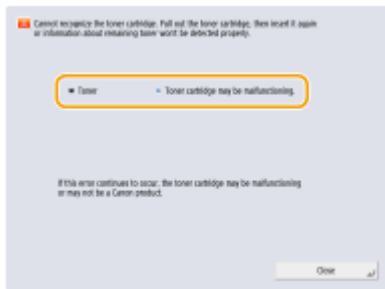 Cannot recognize the toner cartridge. Pull out the toner cartridge, then insert it again
or information about remaining toner won't be detected properly.
Toner
Toner cartridge may be malfunctioning.
If this error continues to occur, the toner cartridge may be malfunctioning
or may not be a Canon product.
Close